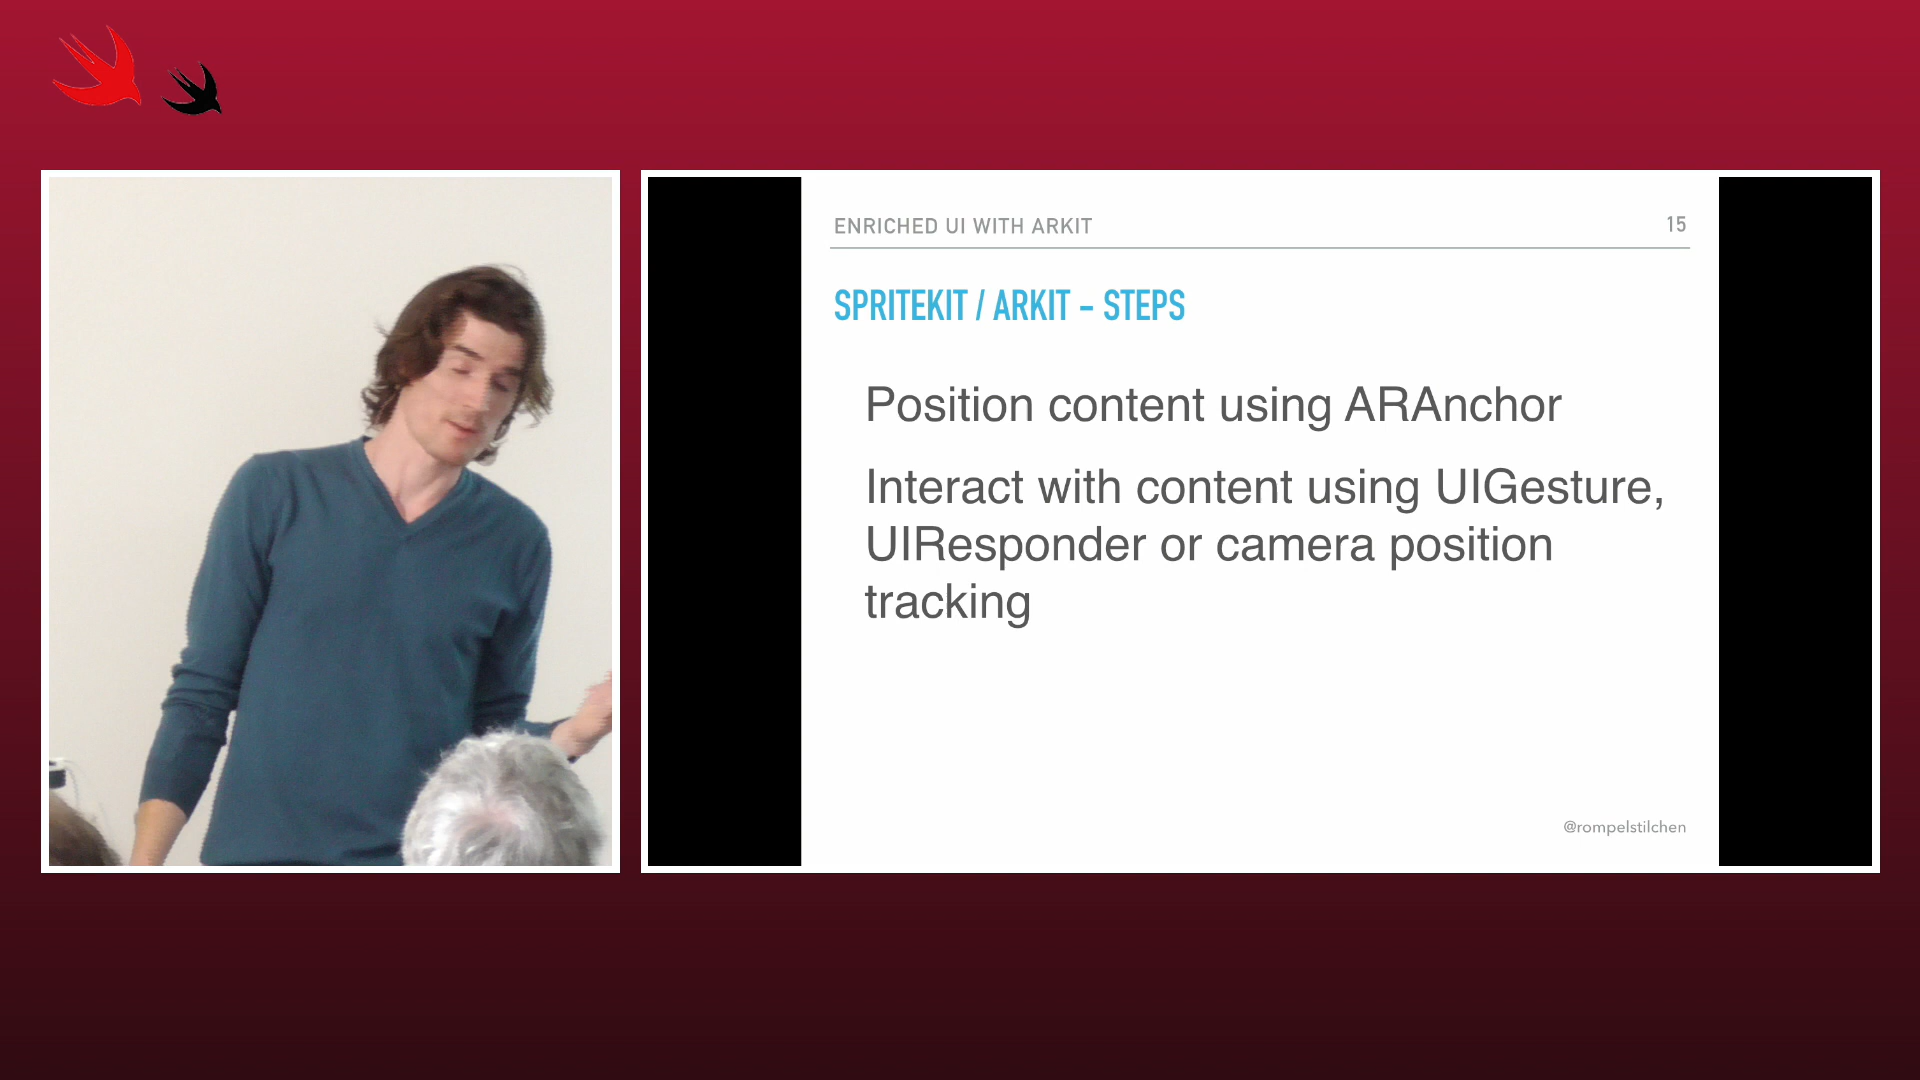 ENRICHED UI WITH ARKIT
15
SPRITEKIT / ARKIT – STEPS
Position content using ARAnchor
Interact with content using UIGesture,
UIResponder or camera position
tracking
@rompelstilchen